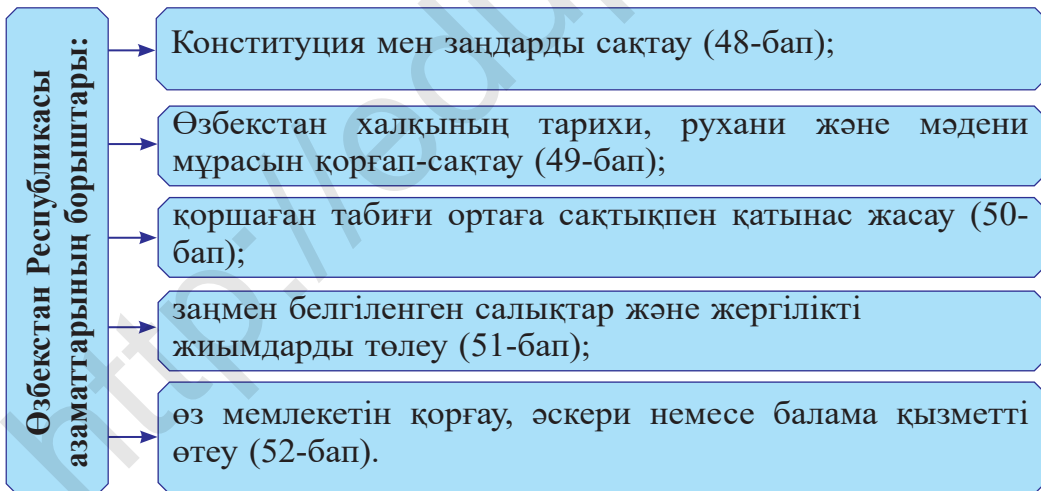 Өзбекстан Республикасы
азаматтарының борыштары:
Конституция мен заңдарды сақтау (48-бап);
Өзбекстан халқының тарихи, рухани және мәдени
мұрасын қорғап-сақтау (49-бап);
қоршаған табиғи ортаға сақтықпен қатынас жасау (50-
бап);
заңмен белгіленген салықтар және жергілікті
жиымдарды төлеу (51-бап);
өз мемлекетін қорғау, әскери немесе балама қызметті
өтеу (52-бап).
http://edu